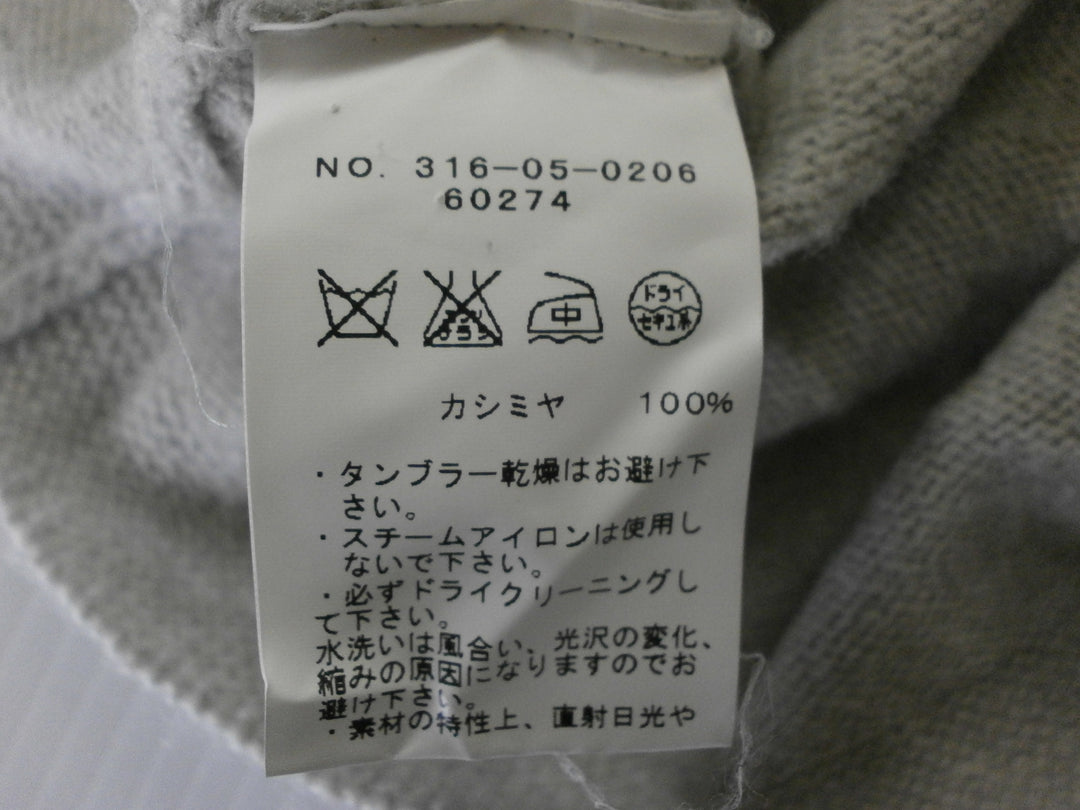 NO. 316-05-0206
60274
中
ドライ
セキユ系
カシミヤ 100%
・タンブラー乾燥はお避け下
さい。
・スチームアイロンは使用し
ないで下さい。
・必ずドライクリーニングし
て下さい。
水洗いは風合い、光沢の変化、
縮みの原因になりますのでお
避け下さい。
・素材の特性上、直射日光や